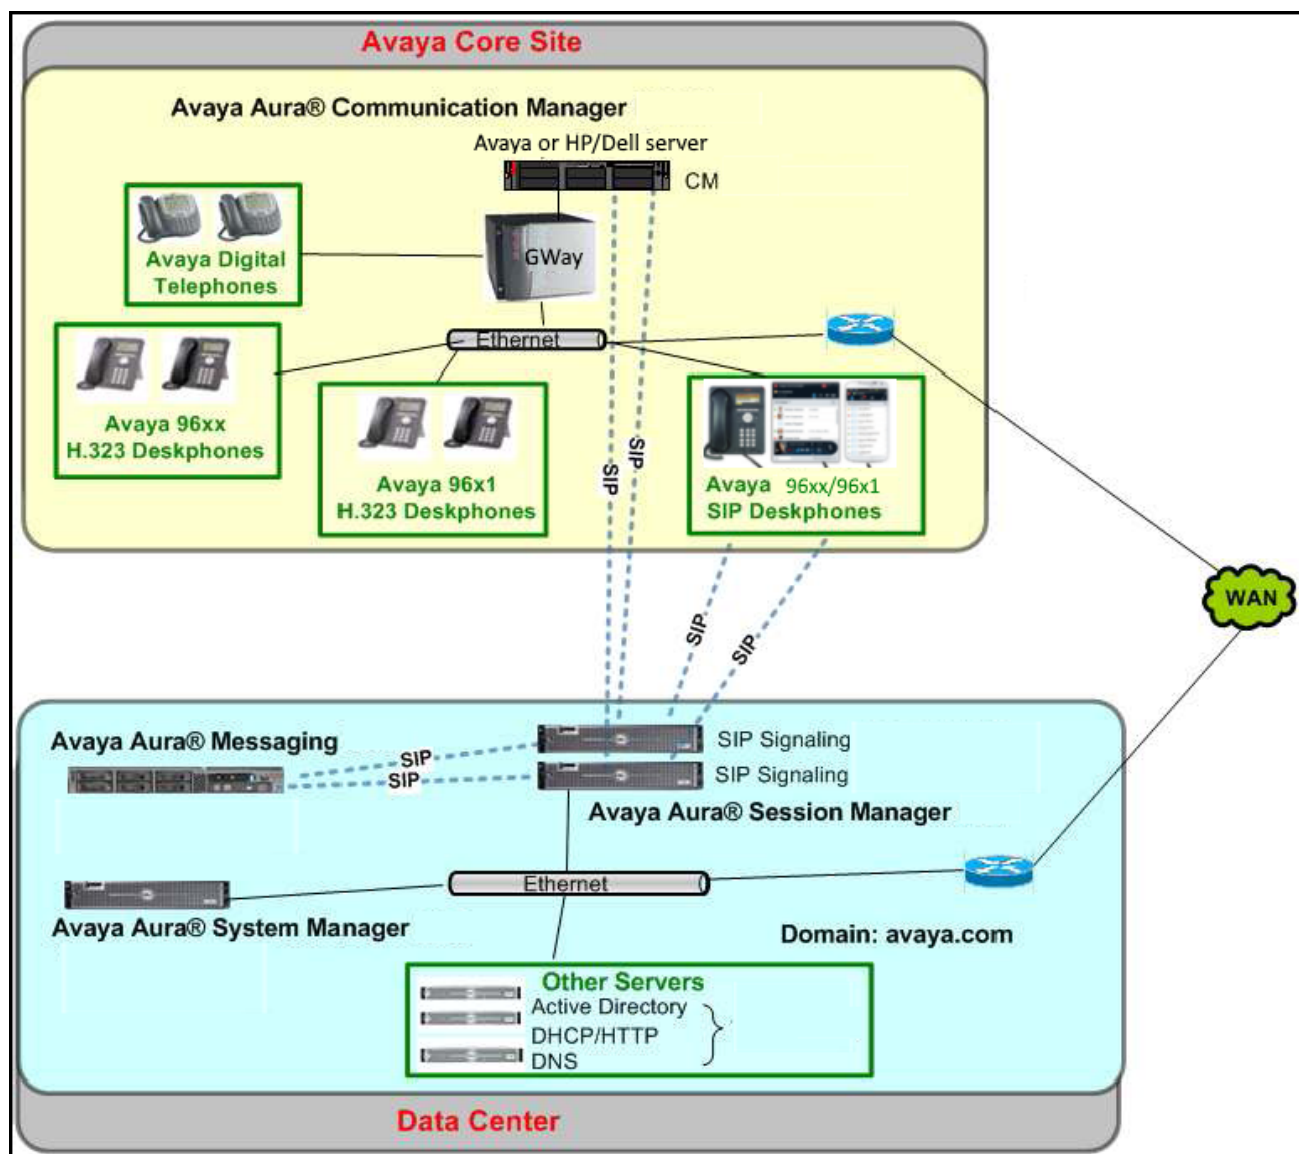 Avaya Core Site
Avaya Aura® Communication Manager
Avaya or HP/Dell server
CM
GWay
Avaya Digital
Telephones
Ethernet
Avaya 96xx
H.323 Deskphones
Avaya 96x1
H.323 Deskphones
SIP
SIP
Avaya 96xx/96x1
SIP Deskphones
WAN
SIP
SIP
Avaya Aura® Messaging
SIP
SIP
SIP Signaling
SIP Signaling
Avaya Aura® Session Manager
Ethernet
Avaya Aura® System Manager
Domain: avaya.com
Other Servers
Active Directory
DHCP/HTTP
DNS
Data Center